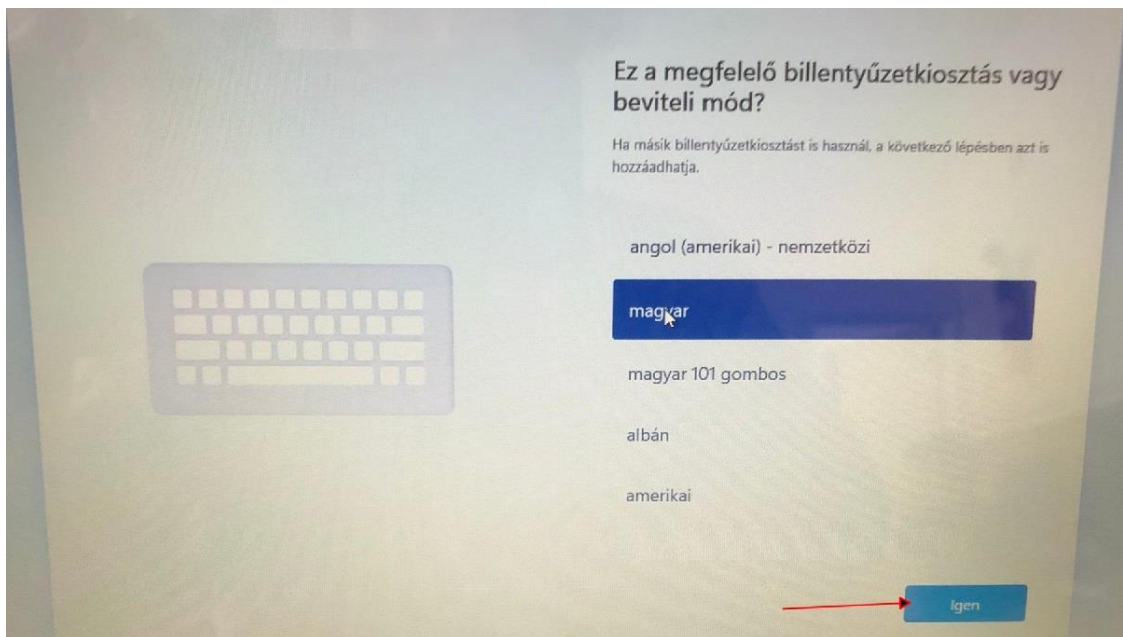 Ez a megfelelő billentyűzetkiosztás vagy
beviteli mód?
Ha másik billentyűzetkiosztást is használ, a következő lépésben azt is
hozzáadhatja.
angol (amerikai) - nemzetközi
magyar
magyar 101 gombos
albán
amerikai
Igen